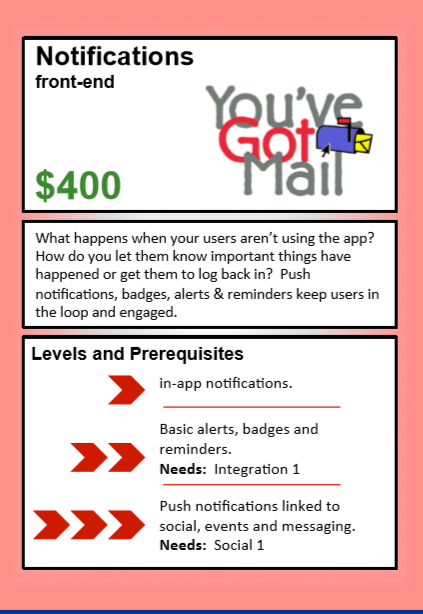 Notifications
front-end
You've
Got
Mail
$400
What happens when your users aren't using the app?
How do you let them know important things have
happened or get them to log back in?  Push
notifications, badges, alerts & reminders keep users in
the loop and engaged.
Levels and Prerequisites
in-app notifications.
Basic alerts, badges and
reminders.
Needs:  Integration 1
Push notifications linked to
social, events and messaging.
Needs:  Social 1